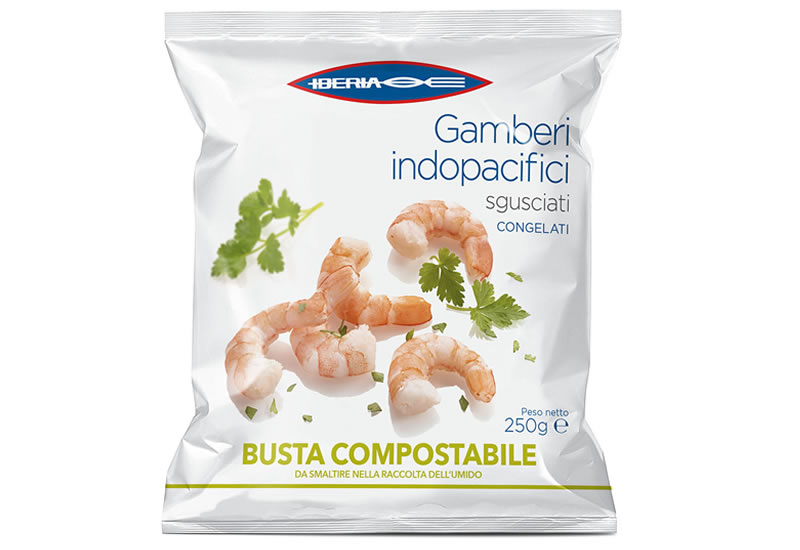 IBERIA
Gamberi
indopacifici
sgusciati
CONGELATI
Peso netto
250g ℮
BUSTA COMPOSTABILE
DA SMALTIRE NELLA RACCOLTA DELL'UMIDO